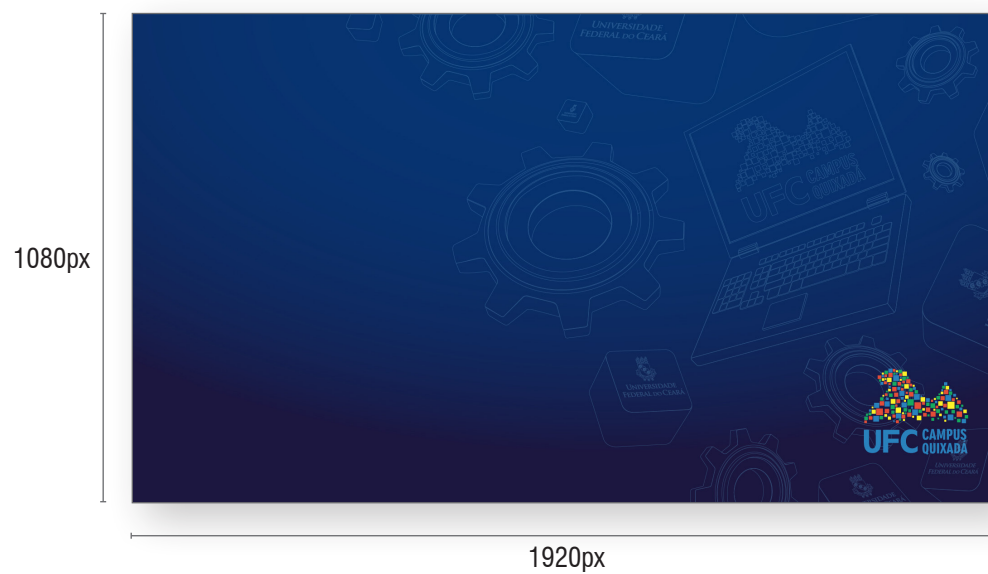 UNIVERSIDADE
FEDERAL DO CEARÁ
UFC CAMPUS
QUIXADÁ
1080px
UNIVERSIDADE
FEDERAL DO CEARÁ
UFC CAMPUS
QUIXADÁ
UNIVERSIDADE
FEDERAL DO CEARÁ
UNIVERSIDADE
1920px